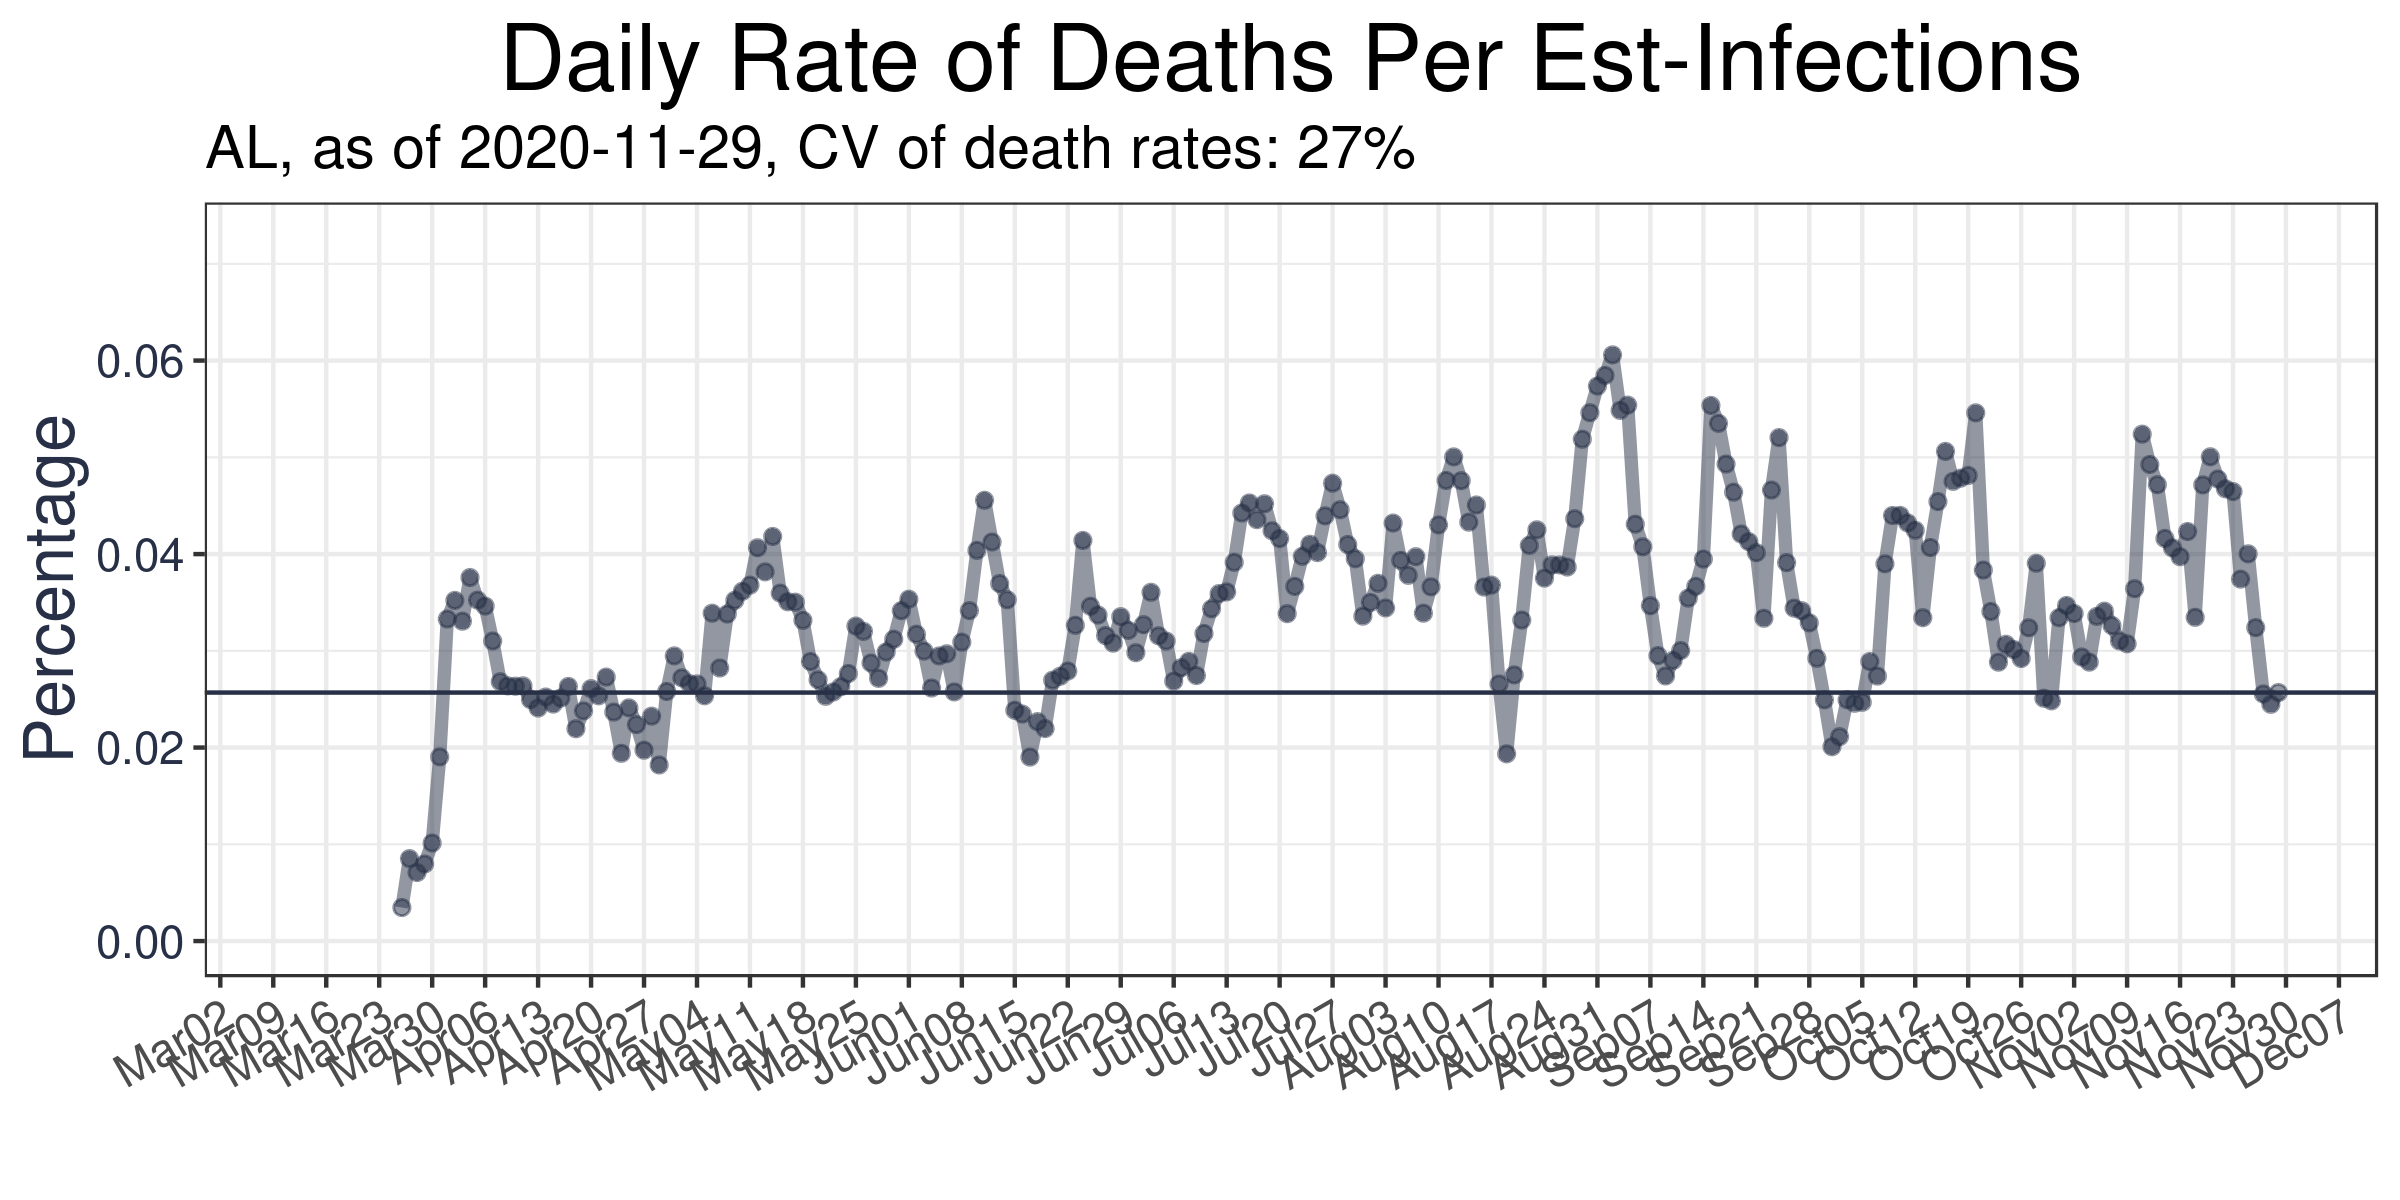 Daily Rate of Deaths Per Est-Infections
AL, as of 2020-11-29, CV of death rates: 27%
Percentage
0.06
0.04
0.02
0.00
Mar02
Mar09
Mar16
Mar23
Mar30
Apr06
Apr13
Apr20
Apr27
May04
May11
May18
May25
Jun01
Jun08
Jun15
Jun22
Jun29
Jul06
Jul13
Jul20
Jul27
Aug03
Aug10
Aug17
Aug24
Aug31
Sep07
Sep14
Sep21
Sep28
Oct05
Oct12
Oct19
Oct26
Nov02
Nov09
Nov16
Nov23
Nov30
Dec07